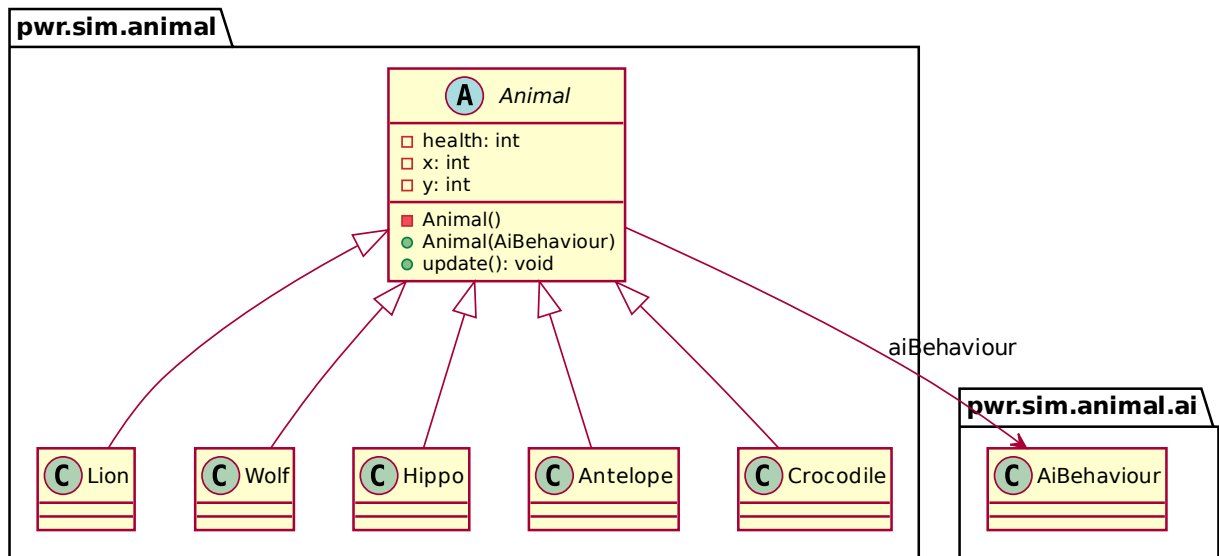 pwr.sim.animal
A Animal
health: int
x: int
y: int
Animal()
Animal(AiBehaviour)
update(): void
aiBehaviour
pwr.sim.animal.ai
C Lion
C Wolf
C Hippo
C Antelope
C Crocodile
C AiBehaviour